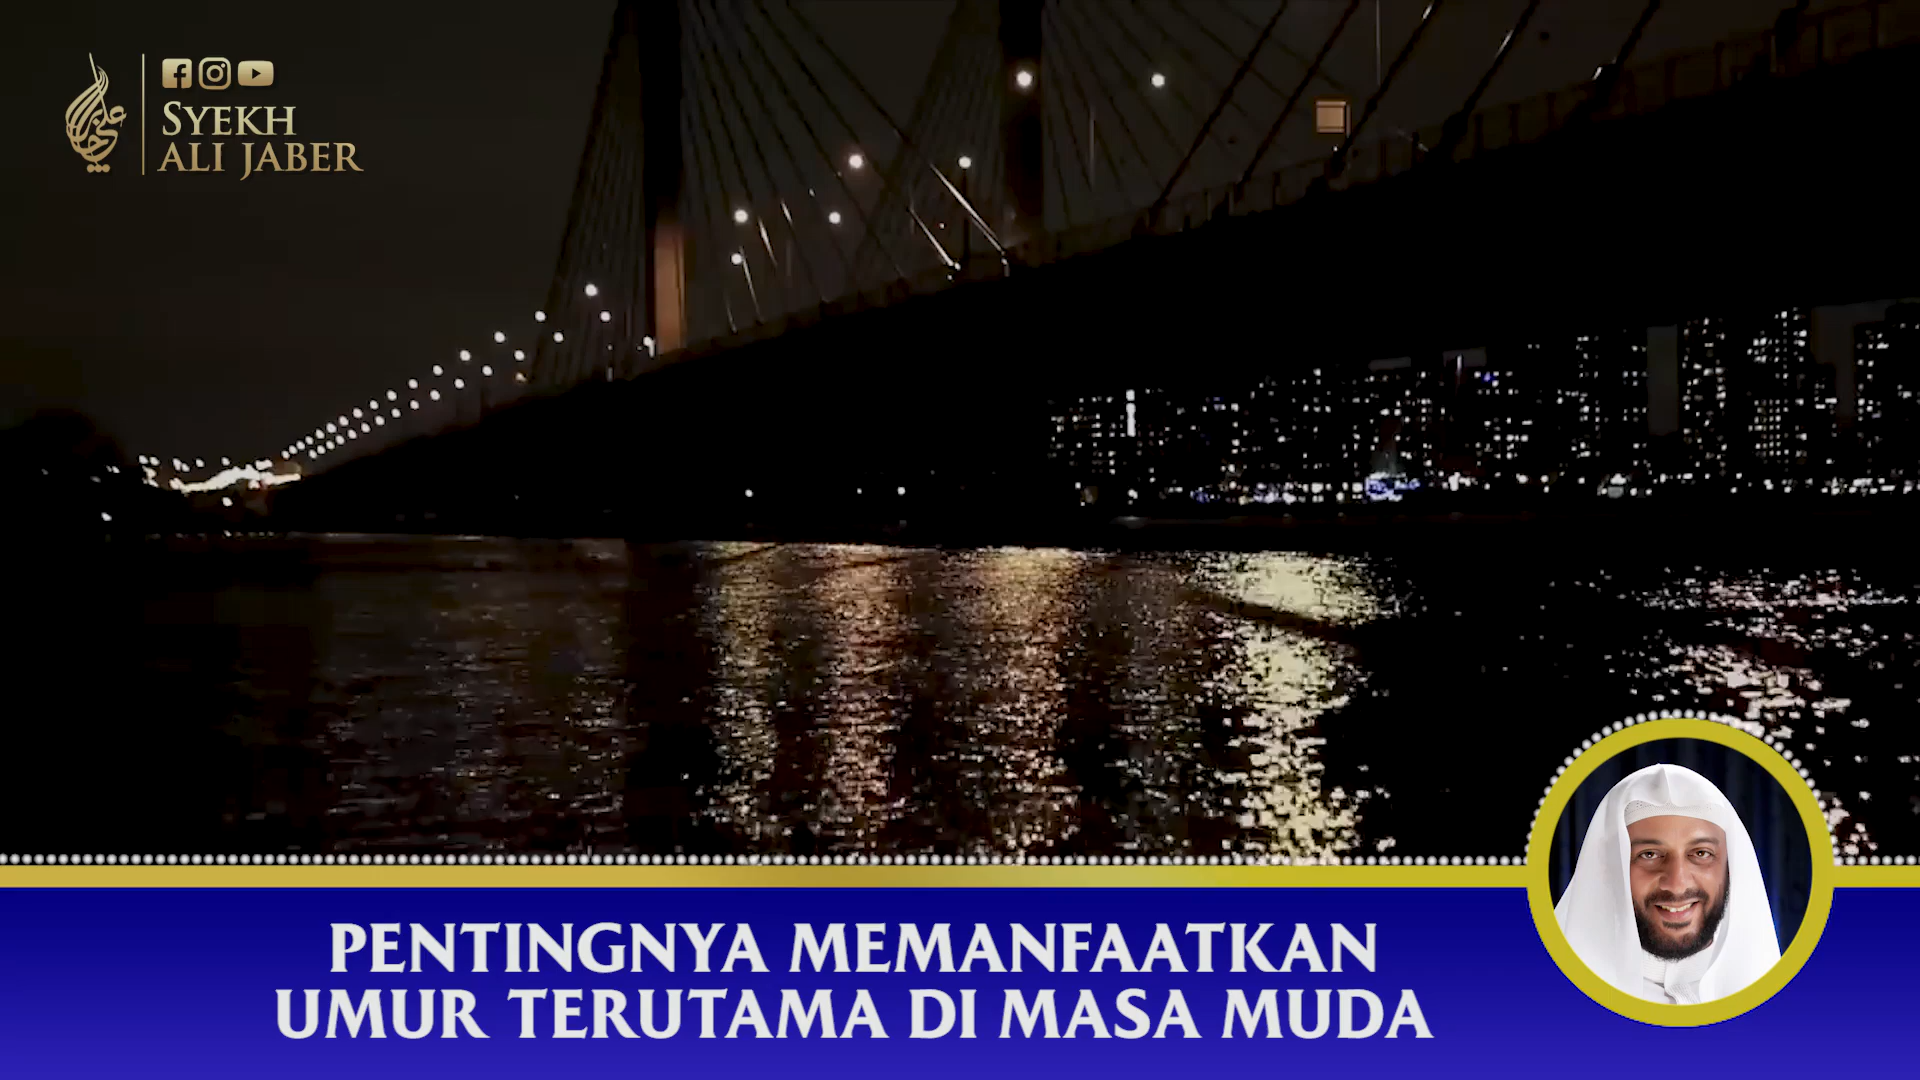 SYEKH
ALI JABER
PENTINGNYA MEMANFAATKAN
UMUR TERUTAMA DI MASA MUDA